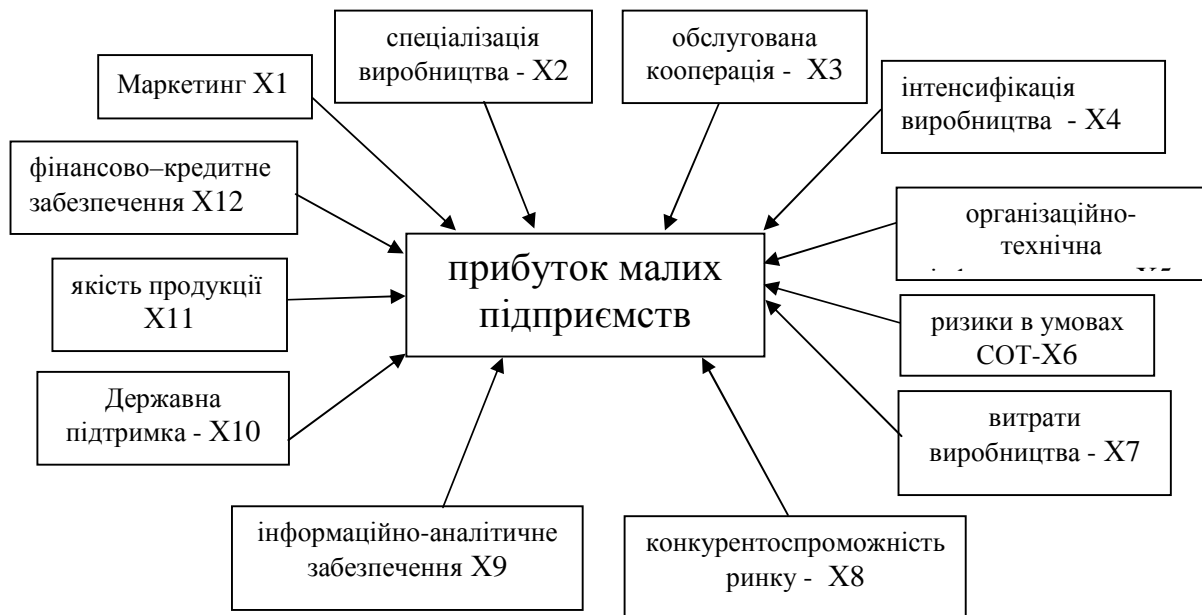 Маркетинг X1
спеціалізація
виробництва - X2
обслугована
кооперація - X3
інтенсифікація
виробництва - X4
організаційно-
технічна
ризики в умовах
СОТ-X6
витрати
виробництва - X7
конкурентоспроможність
ринку - X8
інформаційно-аналітичне
забезпечення X9
Державна
підтримка - X10
якість продукції
X11
фінансово–кредитне
забезпечення X12
прибуток малих
підприємств